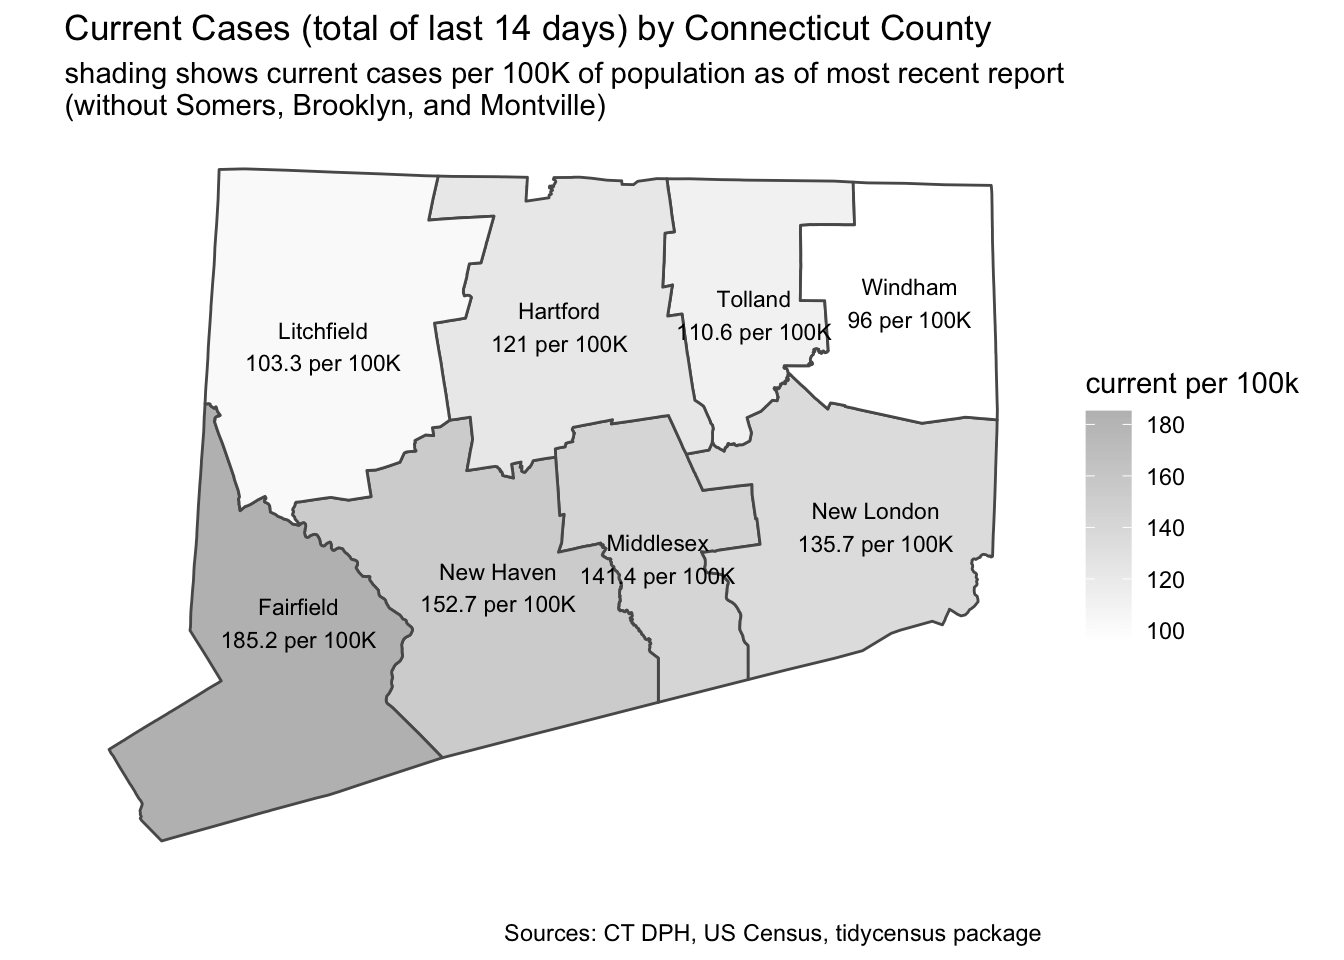 Current Cases (total of last 14 days) by Connecticut County
shading shows current cases per 100K of population as of most recent report
(without Somers, Brooklyn, and Montville)
Litchfield
103.3 per 100K
Hartford
121 per 100K
Tolland
110.6 per 100K
Windham
96 per 100K
Fairfield
185.2 per 100K
New Haven
152.7 per 100K
Middlesex
141.4 per 100K
New London
135.7 per 100K
current per 100k
180
160
140
120
100
Sources: CT DPH, US Census, tidycensus package